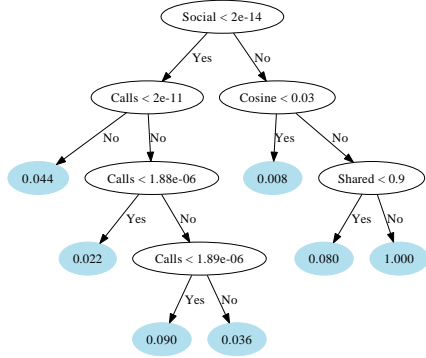 Social < 2e-14
Yes
No
Calls < 2e-11
Cosine < 0.03
No
No
Yes
No
0.044
Calls < 1.88e-06
0.008
Shared < 0.9
Yes
No
Yes
No
0.022
Calls < 1.89e-06
0.080
1.000
Yes
No
0.090
0.036